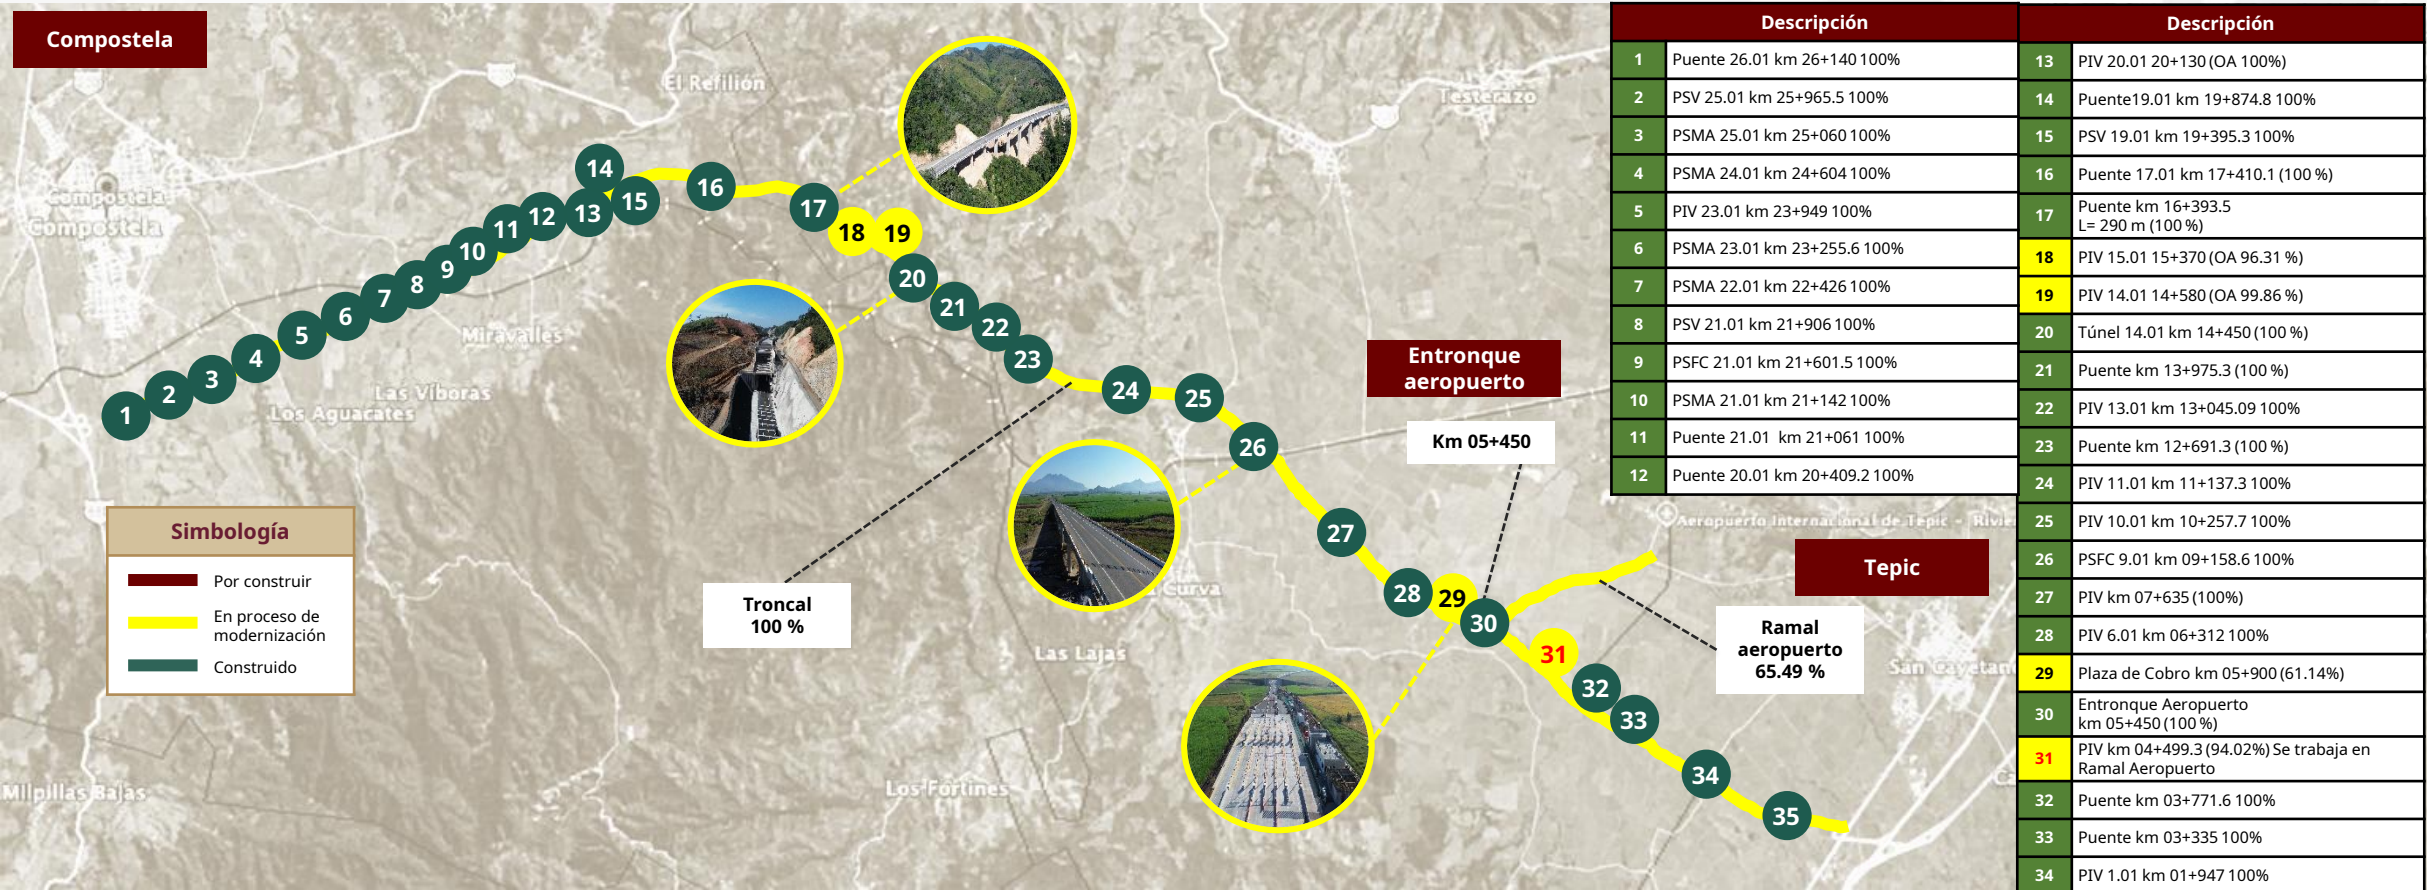 Compostela
El Refilión
Testerazo
Compostela
Compostela
14
16
15
17
13
12
11
18
19
10
9
20
8
7
21
6
22
5
Miravalles
23
4
3
24
Las Víboras
2
25
Los Aguacates
1
26
Entronque
aeropuerto
Km 05+450
27
28
29
30
Curva
31
32
33
34
35
Las Lajas
Los Fortines
Milpillas Bajas
Aeropuerto Internacional de Tepic - Rivier
San Cayetano
Tepic
Troncal
100 %
Ramal
aeropuerto
65.49 %
Simbología
Por construir
En proceso de
modernización
Construido
Descripción
1 Puente 26.01 km 26+140 100%
2 PSV 25.01 km 25+965.5 100%
3 PSMA 25.01 km 25+060 100%
4 PSMA 24.01 km 24+604 100%
5 PIV 23.01 km 23+949 100%
6 PSMA 23.01 km 23+255.6 100%
7 PSMA 22.01 km 22+426 100%
8 PSV 21.01 km 21+906 100%
9 PSFC 21.01 km 21+601.5 100%
10 PSMA 21.01 km 21+142 100%
11 Puente 21.01 km 21+061 100%
12 Puente 20.01 km 20+409.2 100%
Descripción
13 PIV 20.01 20+130 (OA 100%)
14 Puente19.01 km 19+874.8 100%
15 PSV 19.01 km 19+395.3 100%
16 Puente 17.01 km 17+410.1 (100 %)
17 Puente km 16+393.5
L= 290 m (100 %)
18 PIV 15.01 15+370 (OA 96.31 %)
19 PIV 14.01 14+580 (OA 99.86 %)
20 Túnel 14.01 km 14+450 (100 %)
21 Puente km 13+975.3 (100 %)
22 PIV 13.01 km 13+045.09 100%
23 Puente km 12+691.3 (100 %)
24 PIV 11.01 km 11+137.3 100%
25 PIV 10.01 km 10+257.7 100%
26 PSFC 9.01 km 09+158.6 100%
27 PIV km 07+635 (100%)
28 PIV 6.01 km 06+312 100%
29 Plaza de Cobro km 05+900 (61.14%)
30 Entronque Aeropuerto
km 05+450 (100 %)
31 PIV km 04+499.3 (94.02%) Se trabaja en
Ramal Aeropuerto
32 Puente km 03+771.6 100%
33 Puente km 03+335 100%
34 PIV 1.01 km 01+947 100%